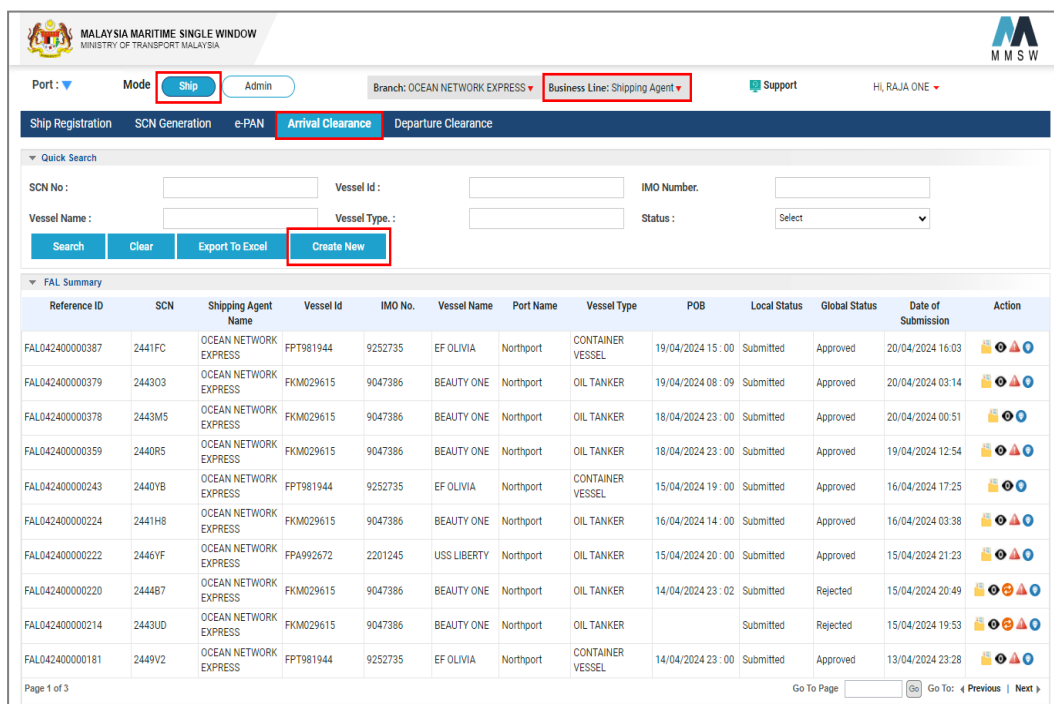 MALAYSIA MARITIME SINGLE WINDOW
MINISTRY OF TRANSPORT MALAYSIA
MMSW
Port : Mode Ship Admin Branch: OCEAN NETWORK EXPRESS Business Line: Shipping Agent Support Hi, RAJA ONE
Ship Registration SCN Generation e-PAN Arrival Clearance Departure Clearance
Quick Search
SCN No : Vessel Id : IMO Number.
Vessel Name : Vessel Type. : Status : Select
Search Clear Export To Excel Create New
FAL Summary
Reference ID SCN Shipping Agent Name Vessel Id IMO No. Vessel Name Port Name Vessel Type POB Local Status Global Status Date of Submission Action
FAL042400000387 2441FC OCEAN NETWORK EXPRESS FPT981944 9252735 EF OLIVIA Northport CONTAINER VESSEL 19/04/2024 15 : 00 Submitted Approved 20/04/2024 16:03
FAL042400000379 2443O3 OCEAN NETWORK EXPRESS FKM029615 9047386 BEAUTY ONE Northport OIL TANKER 19/04/2024 08 : 09 Submitted Approved 20/04/2024 03:14
FAL042400000378 2443M5 OCEAN NETWORK EXPRESS FKM029615 9047386 BEAUTY ONE Northport OIL TANKER 18/04/2024 23 : 00 Submitted Approved 20/04/2024 00:51
FAL042400000359 2440R5 OCEAN NETWORK EXPRESS FKM029615 9047386 BEAUTY ONE Northport OIL TANKER 18/04/2024 23 : 00 Submitted Approved 19/04/2024 12:54
FAL042400000243 2440YB OCEAN NETWORK EXPRESS FPT981944 9252735 EF OLIVIA Northport CONTAINER VESSEL 15/04/2024 19 : 00 Submitted Approved 16/04/2024 17:25
FAL042400000224 2441H8 OCEAN NETWORK EXPRESS FKM029615 9047386 BEAUTY ONE Northport OIL TANKER 16/04/2024 14 : 00 Submitted Approved 16/04/2024 03:38
FAL042400000222 2446YF OCEAN NETWORK EXPRESS FPA992672 2201245 USS LIBERTY Northport OIL TANKER 15/04/2024 20 : 00 Submitted Approved 15/04/2024 21:23
FAL042400000220 2444B7 OCEAN NETWORK EXPRESS FKM029615 9047386 BEAUTY ONE Northport OIL TANKER 14/04/2024 23 : 02 Submitted Rejected 15/04/2024 20:49
FAL042400000214 2443UD OCEAN NETWORK EXPRESS FKM029615 9047386 BEAUTY ONE Northport OIL TANKER Submitted Rejected 15/04/2024 19:53
FAL042400000181 2449V2 OCEAN NETWORK EXPRESS FPT981944 9252735 EF OLIVIA Northport CONTAINER VESSEL 14/04/2024 23 : 00 Submitted Approved 13/04/2024 23:28
Page 1 of 3 Go To Page Go Go To: Previous | Next